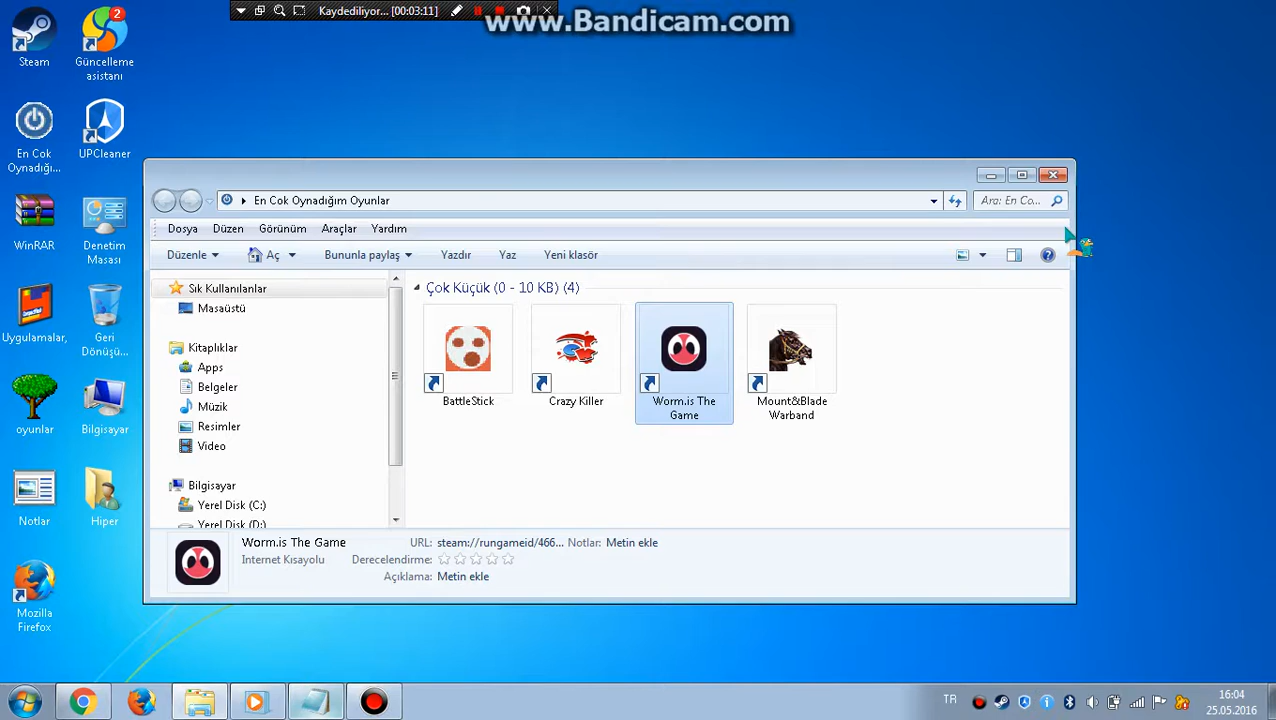 Kaydediliyor... [00:03:11]
www.Bandicam.com
Steam
2
Güncelleme
asistanı
En Cok
Oynadığı...
UPCleaner
WinRAR
Denetim
Masası
Uygulamalar,
Geri
Dönüşü...
oyunlar
Bilgisayar
Notlar
Hiper
Mozilla
Firefox
En Cok Oynadığım Oyunlar
Ara: En Co...
Dosya Düzen Görünüm Araçlar Yardım
Düzenle Aç Bununla paylaş Yazdır Yaz Yeni klasör
Sık Kullanılanlar
Masaüstü
Kitaplıklar
Apps
Belgeler
Müzik
Resimler
Video
Bilgisayar
Yerel Disk (C:)
Yerel Disk (D:)
Çok Küçük (0 - 10 KB) (4)
BattleStick
Crazy Killer
Worm.is The
Game
Mount&Blade
Warband
Worm.is The Game URL: steam://rungameid/466... Notlar: Metin ekle
Internet Kısayolu Derecelendirme:
Açıklama: Metin ekle
TR
16:04
25.05.2016